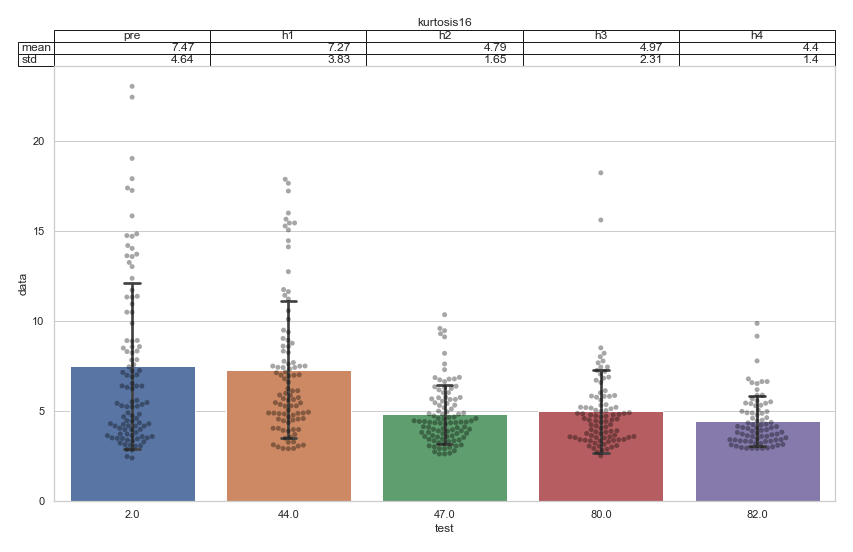 kurtosis16
pre h1 h2 h3 h4
mean 7.47 7.27 4.79 4.97 4.4
std 4.64 3.83 1.65 2.31 1.4
20
15
10
5
0
data
2.0 44.0 47.0 80.0 82.0
test